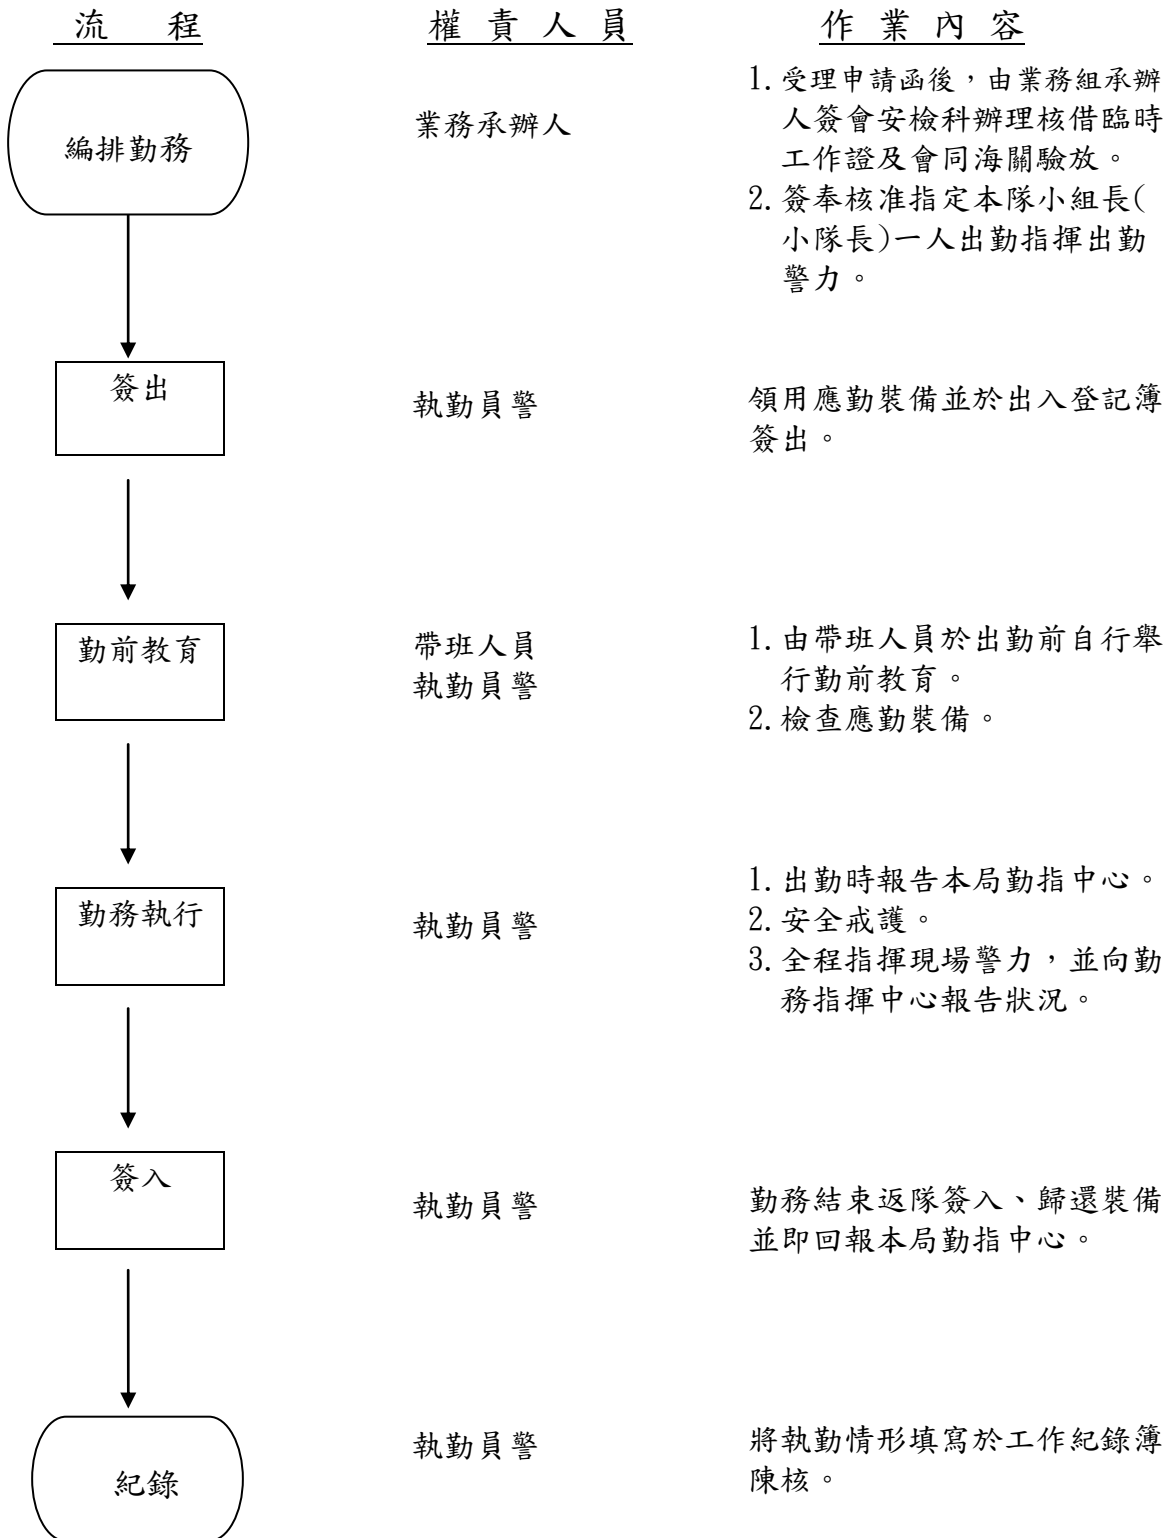 流 程 權 責 人 員 作 業 內 容
編排勤務
業務承辦人
1. 受理申請函後，由業務組承辦
人簽會安檢科辦理核借臨時
工作證及會同海關驗放。
2. 簽奉核准指定本隊小組長(
小隊長)一人出勤指揮出勤
警力。
簽出
執勤員警
領用應勤裝備並於出入登記簿
簽出。
勤前教育
帶班人員
執勤員警
1. 由帶班人員於出勤前自行舉
行勤前教育。
2. 檢查應勤裝備。
勤務執行
執勤員警
1. 出勤時報告本局勤指中心。
2. 安全戒護。
3. 全程指揮現場警力，並向勤
務指揮中心報告狀況。
簽入
執勤員警
勤務結束返隊簽入、歸還裝備
並即回報本局勤指中心。
紀錄
執勤員警
將執勤情形填寫於工作紀錄簿
陳核。